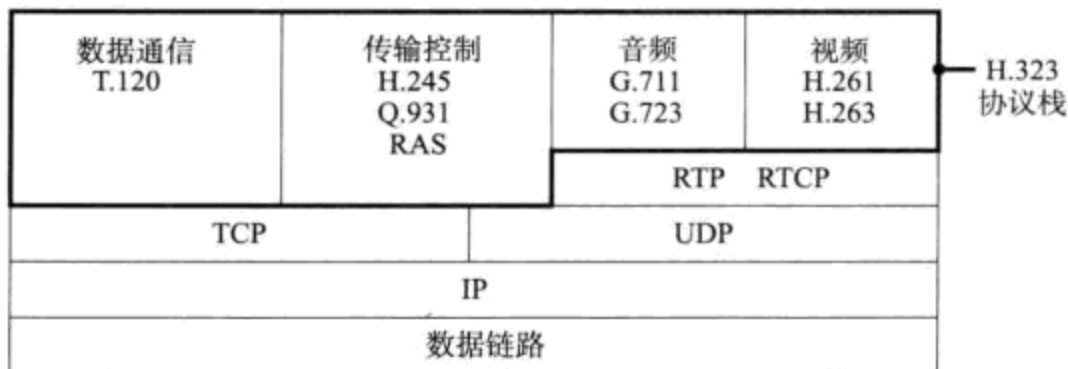 数据通信
T.120
传输控制
H.245
Q.931
RAS
音频
G.711
G.723
视频
H.261
H.263
H.323
协议栈
RTP RTCP
TCP
UDP
IP
数据链路